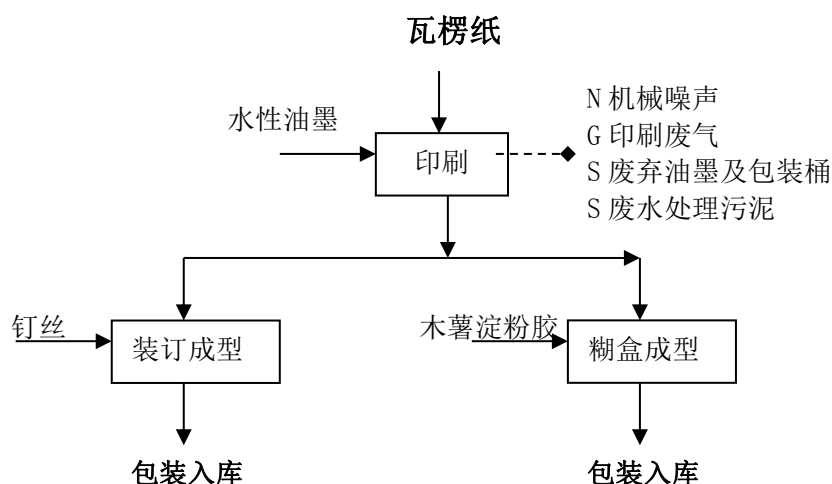 瓦楞纸
水性油墨
印刷
N 机械噪声
G 印刷废气
S 废弃油墨及包装桶
S 废水处理污泥
钉丝
装订成型
木薯淀粉胶
糊盒成型
包装入库
包装入库